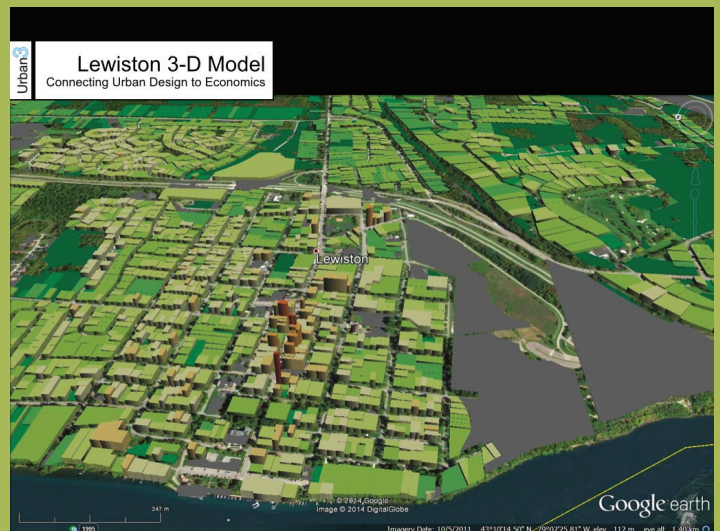 Urban3
Lewiston 3-D Model
Connecting Urban Design to Economics
Lewiston
© 2014 Google
Image © 2014 DigitalGlobe
Google earth
347 m
1995
Imagery Date: 10/5/2011 43°10'14.50" N 79°02'25.81" W elev 112 m eye alt 1.40 km